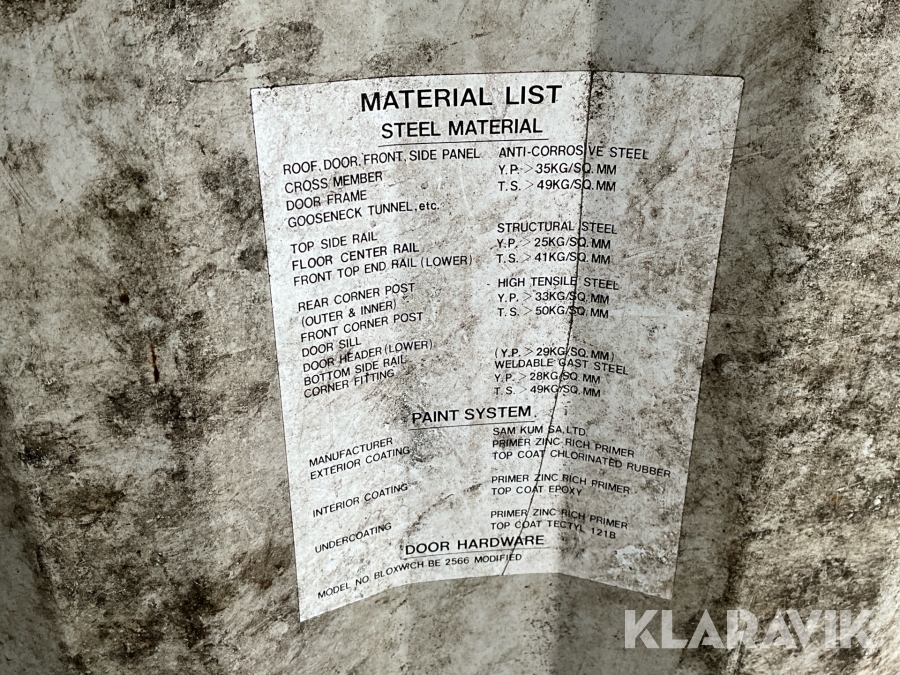 MATERIAL LIST
STEEL MATERIAL
ROOF, DOOR, FRONT, SIDE PANEL ANTI-CORROSIVE STEEL
CROSS MEMBER Y.P. > 35KG/SQ.MM
DOOR FRAME T.S. > 49KG/SQ.MM
GOOSENECK TUNNEL, etc.
TOP SIDE RAIL STRUCTURAL STEEL
FLOOR CENTER RAIL Y.P. > 25KG/SQ.MM
FRONT TOP END RAIL (LOWER) T.S. > 41KG/SQ.MM
REAR CORNER POST HIGH TENSILE STEEL
(OUTER & INNER) Y.P. > 33KG/SQ.MM
FRONT CORNER POST T.S. > 50KG/SQ.MM
DOOR SILL
DOOR HEADER (LOWER) (Y.P. > 29KG/SQ.MM)
BOTTOM SIDE RAIL WELDABLE CAST STEEL
CORNER FITTING Y.P. > 28KG/SQ.MM
T.S. > 49KG/SQ.MM
PAINT SYSTEM
MANUFACTURER SAM KUM SA, LTD
EXTERIOR COATING PRIMER ZINC RICH PRIMER
TOP COAT CHLORINATED RUBBER
INTERIOR COATING PRIMER ZINC RICH PRIMER
TOP COAT EPOXY
UNDERCOATING PRIMER ZINC RICH PRIMER
TOP COAT TECTYL 121B
DOOR HARDWARE
MODEL NO. BLOXWICH BE 2566 MODIFIED
KLARAVIK